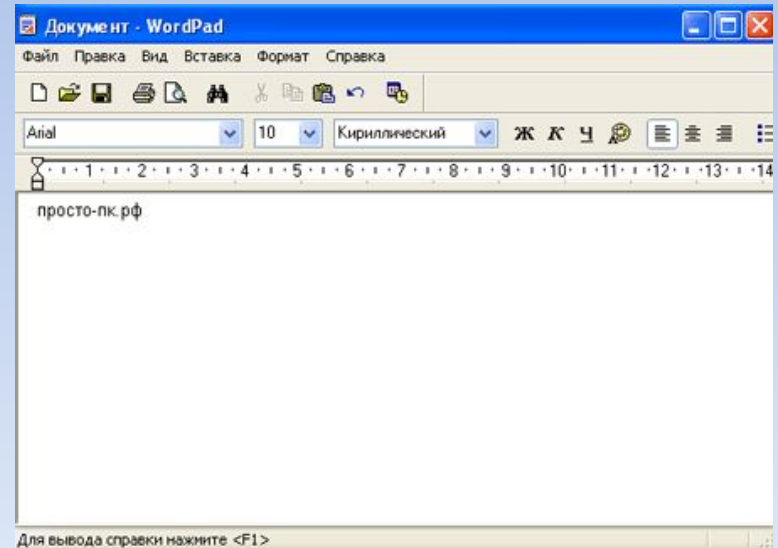 Документ - WordPad
Файл Правка Вид Вставка Формат Справка
Arial 10 Кириллический Ж К Ч
1 2 3 4 5 6 7 8 9 10 11 12 13 14
просто-пк.рф
Для вывода справки нажмите <F1>